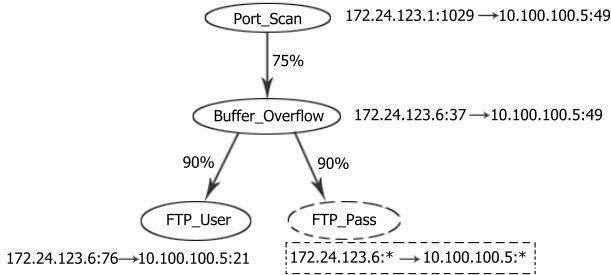 Port_Scan 172.24.123.1:1029 → 10.100.100.5:49
75%
Buffer_Overflow 172.24.123.6:37 → 10.100.100.5:49
90% 90%
FTP_User FTP_Pass
172.24.123.6:76 → 10.100.100.5:21 172.24.123.6:* → 10.100.100.5:*